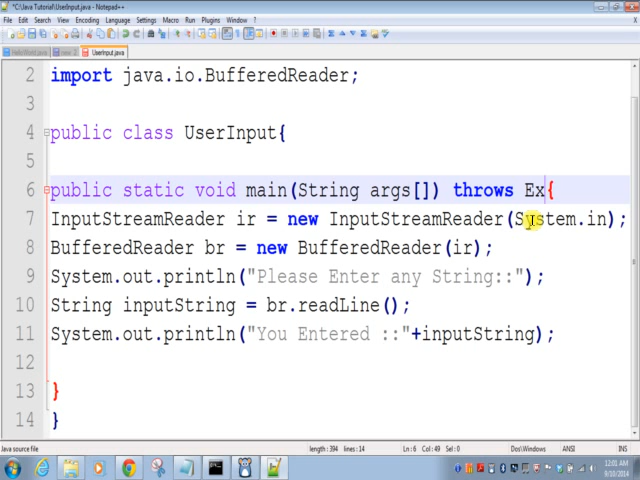 *C:\Java Tutorial\UserInput.java - Notepad++
File Edit Search View Encoding Language Settings Macro Run Plugins Window ?
HelloWorld.java new 2 UserInput.java
2 import java.io.BufferedReader;
3
4 public class UserInput{
5
6 public static void main(String args[]) throws Ex{
7 InputStreamReader ir = new InputStreamReader(System.in);
8 BufferedReader br = new BufferedReader(ir);
9 System.out.println("Please Enter any String::");
10 String inputString = br.readLine();
11 System.out.println("You Entered ::"+inputString);
12
13 }
14 }
Java source file length : 394 lines : 14 Ln : 6 Col : 49 Sel : 0 Dos\Windows ANSI INS
12:01 AM
9/10/2014